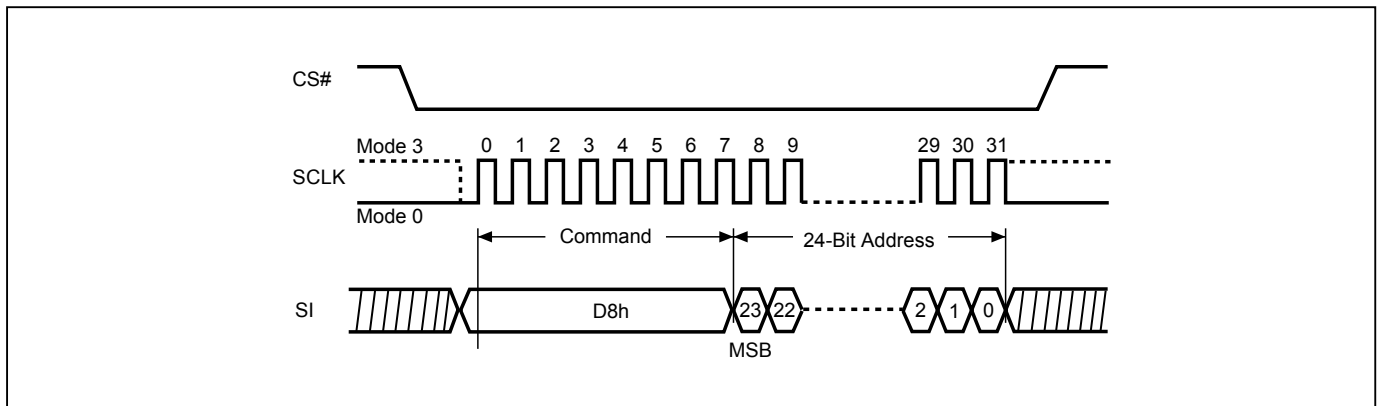 CS#
Mode 3 0 1 2 3 4 5 6 7 8 9 29 30 31
SCLK
Mode 0
Command 24-Bit Address
SI D8h 23 22 2 1 0
MSB